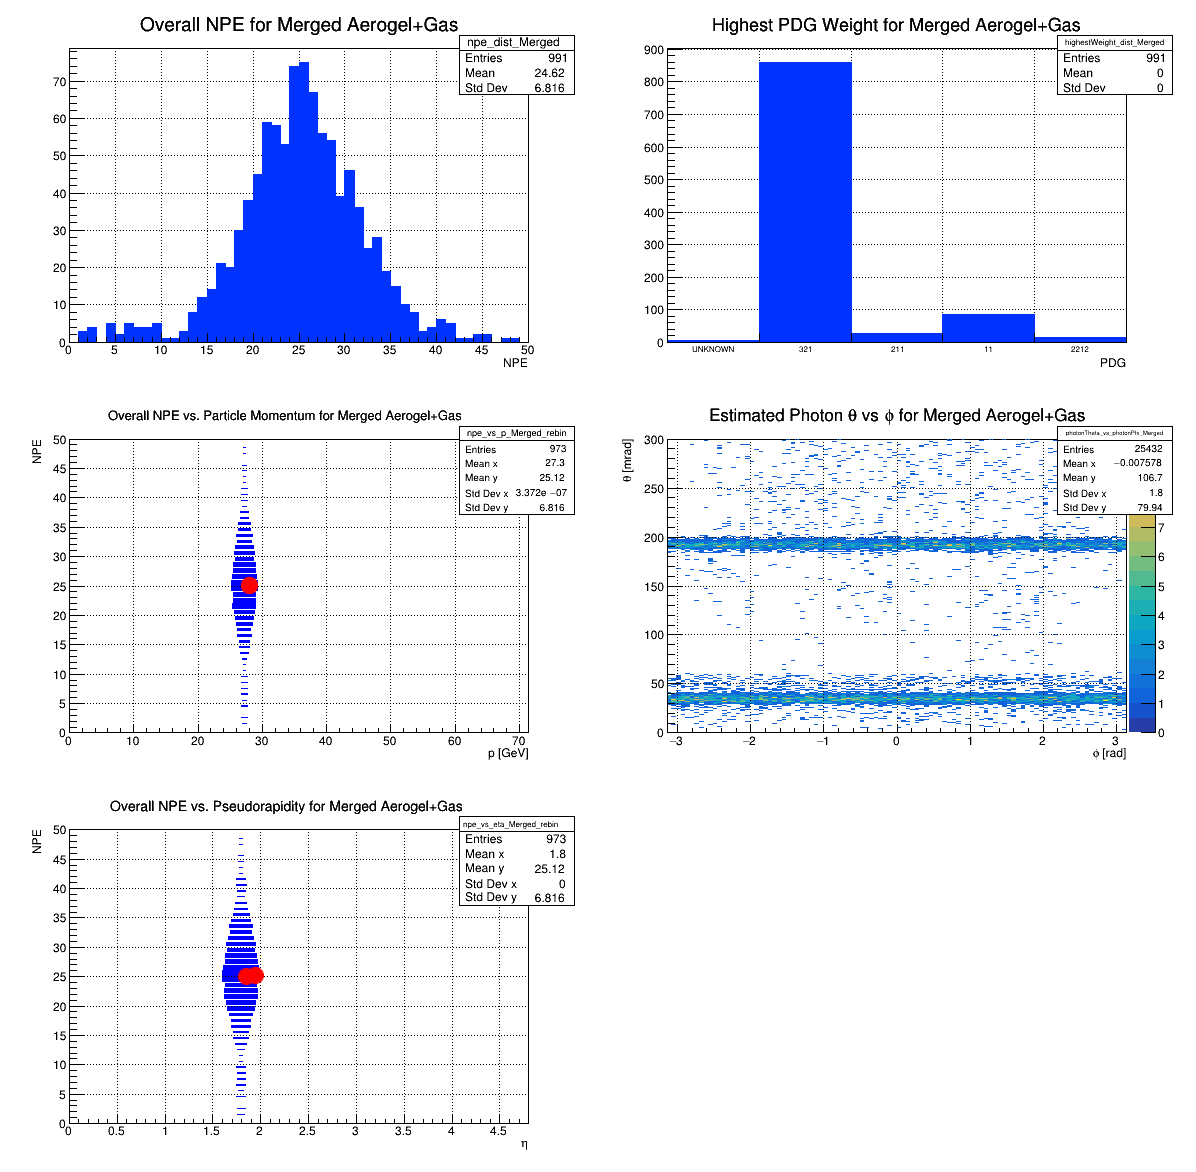 Overall NPE for Merged Aerogel+Gas
npe_dist_Merged
Entries 991
Mean 24.62
Std Dev 6.816
70
60
50
40
30
20
10
0
0 5 10 15 20 25 30 35 40 45 50
NPE
Highest PDG Weight for Merged Aerogel+Gas
highestWeight_dist_Merged
Entries 991
Mean 0
Std Dev 0
900
800
700
600
500
400
300
200
100
0
UNKNOWN 321 211 11 2212
PDG
Overall NPE vs. Particle Momentum for Merged Aerogel+Gas
npe_vs_p_Merged_rebin
Entries 973
Mean x 27.3
Mean y 25.12
Std Dev x 3.372e −07
Std Dev y 6.816
NPE
50
45
40
35
30
25
20
15
10
5
0
0 10 20 30 40 50 60 70
p [GeV]
Estimated Photon θ vs ϕ for Merged Aerogel+Gas
photonTheta_vs_photonPhi_Merged
Entries 25432
Mean x −0.007578
Mean y 106.7
Std Dev x 1.8
Std Dev y 79.94
θ [mrad]
300
250
200
150
100
50
0
−3 −2 −1 0 1 2 3
ϕ [rad]
7
6
5
4
3
2
1
0
Overall NPE vs. Pseudorapidity for Merged Aerogel+Gas
npe_vs_eta_Merged_rebin
Entries 973
Mean x 1.8
Mean y 25.12
Std Dev x 0
Std Dev y 6.816
NPE
50
45
40
35
30
25
20
15
10
5
0
0 0.5 1 1.5 2 2.5 3 3.5 4 4.5
η